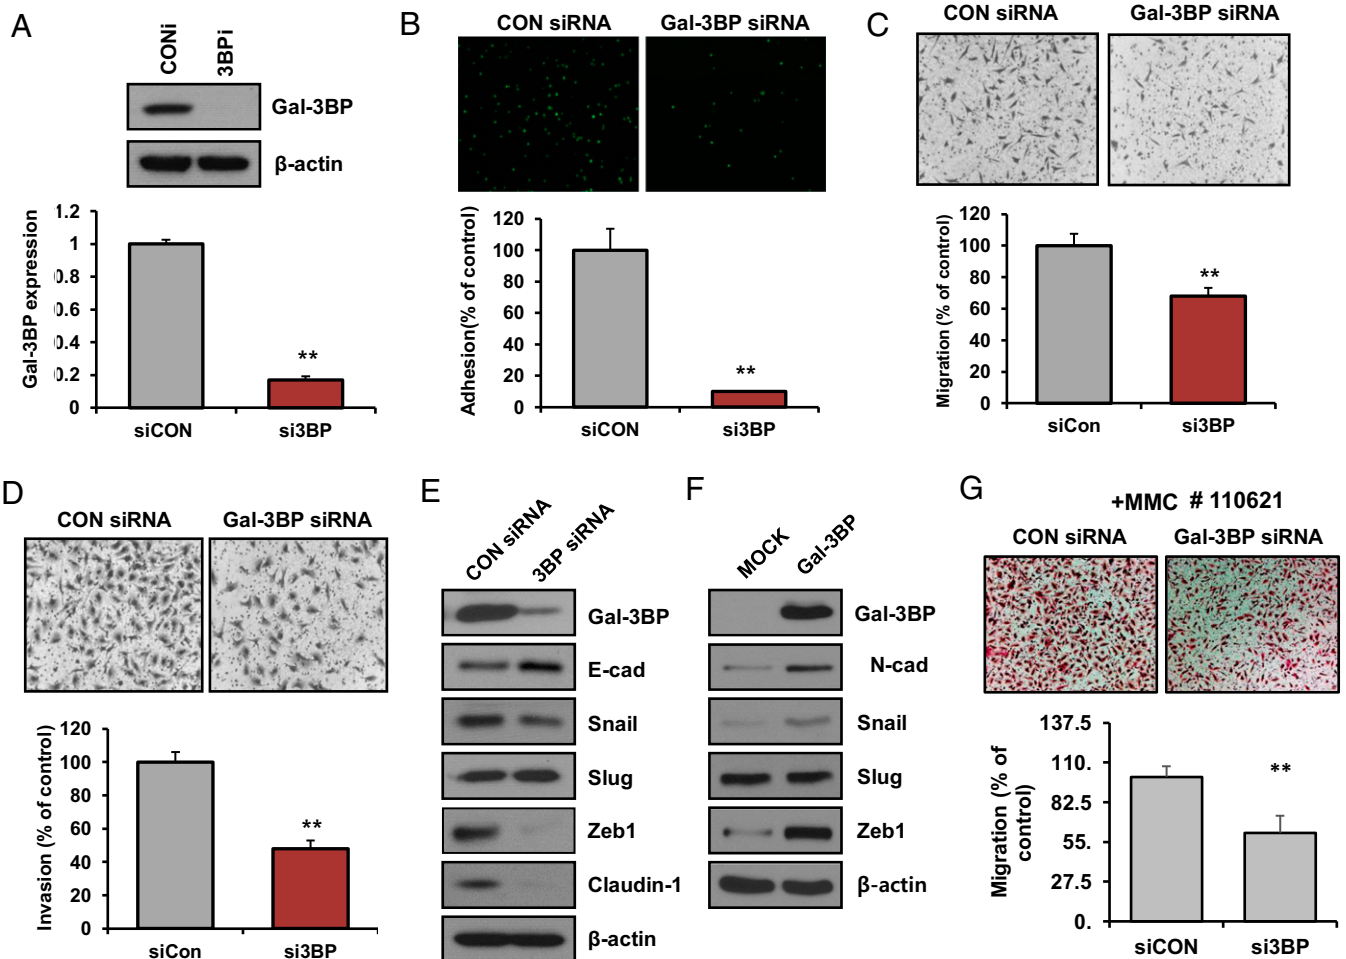 A
CONi
3BPi
Gal-3BP
β-actin
Gal-3BP expression
1.2
1
0.8
0.6
0.4
0.2
0
**
siCON
si3BP
B
CON siRNA
Gal-3BP siRNA
Adhesion(% of control)
120
100
80
60
40
20
0
**
siCON
si3BP
C
CON siRNA
Gal-3BP siRNA
Migration (% of control)
120
100
80
60
40
20
0
**
siCon
si3BP
D
CON siRNA
Gal-3BP siRNA
Invasion (% of control)
120
100
80
60
40
20
0
**
siCon
si3BP
E
CON siRNA
3BP siRNA
Gal-3BP
E-cad
Snail
Slug
Zeb1
Claudin-1
β-actin
F
MOCK
Gal-3BP
Gal-3BP
N-cad
Snail
Slug
Zeb1
β-actin
G
+MMC # 110621
CON siRNA
Gal-3BP siRNA
Migration (% of
control)
137.5
110.
82.5
55.
27.5
0.
**
siCON
si3BP